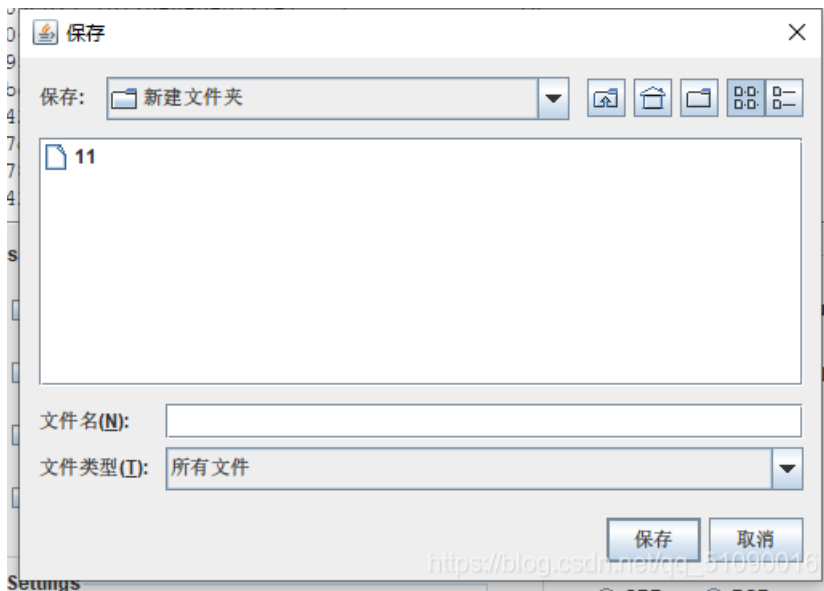 保存
保存: 新建文件夹
11
文件名(N):
文件类型(T): 所有文件
保存 取消
https://blog.csdn.net/qq_51090016
Settings